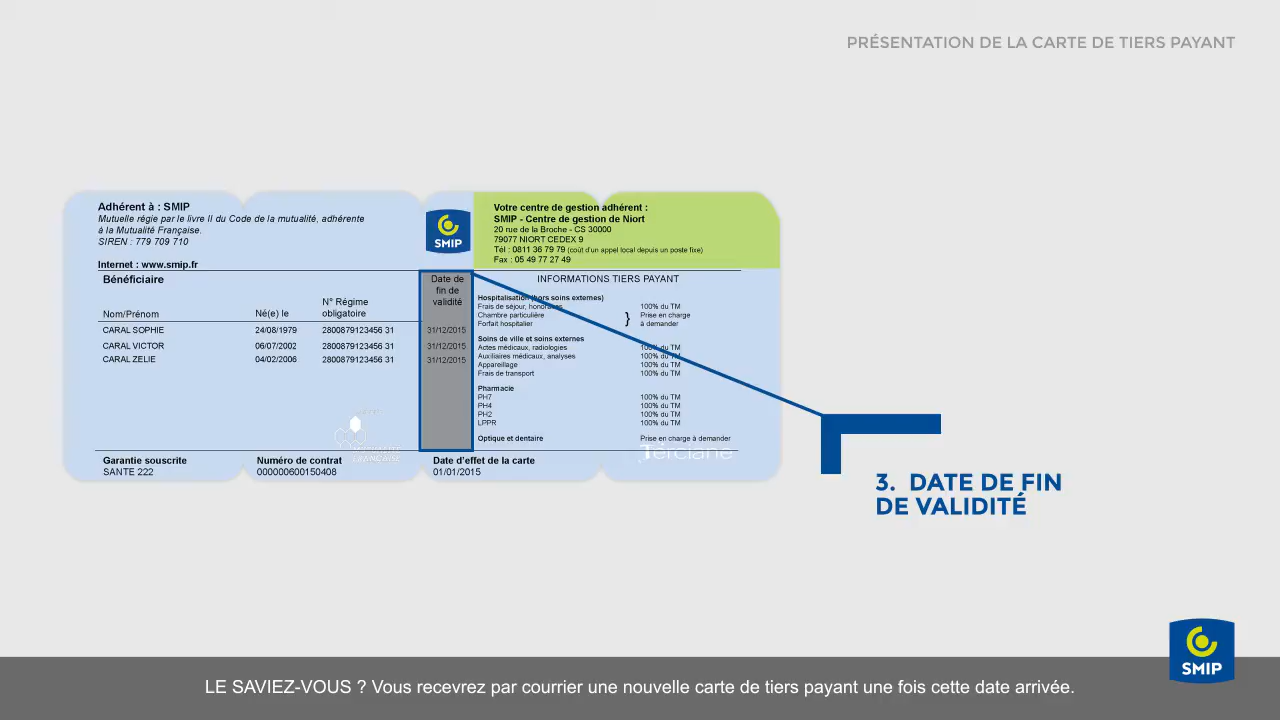 PRÉSENTATION DE LA CARTE DE TIERS PAYANT
Adhérent à : SMIP
Mutuelle régie par le livre II du Code de la mutualité, adhérente
à la Mutualité Française.
SIREN : 779 709 710
Internet : www.smip.fr
SMIP
Votre centre de gestion adhérent :
SMIP - Centre de gestion de Niort
20 rue de la Broche - CS 30000
79077 NIORT CEDEX 9
Tél : 0811 36 79 79 (coût d'un appel local depuis un poste fixe)
Fax : 05 49 77 27 49
Bénéficiaire
Nom/Prénom
Né(e) le
N° Régime
obligatoire
Date de
fin de
validité
CARAL SOPHIE 24/08/1979 2800879123456 31 31/12/2015
CARAL VICTOR 06/07/2002 2800879123456 31 31/12/2015
CARAL ZELIE 04/02/2006 2800879123456 31 31/12/2015
INFORMATIONS TIERS PAYANT
Hospitalisation (hors soins externes)
Frais de séjour, honoraires 100% du TM
Chambre particulière } Prise en charge
Forfait hospitalier à demander
Soins de ville et soins externes
Actes médicaux, radiologies 100% du TM
Auxiliaires médicaux, analyses 100% du TM
Appareillage 100% du TM
Frais de transport 100% du TM
Pharmacie
PH7 100% du TM
PH4 100% du TM
PH2 100% du TM
LPPR 100% du TM
Optique et dentaire Prise en charge à demander
MUTUALITÉ
FRANÇAISE
Terciane
Garantie souscrite
SANTE 222
Numéro de contrat
000000600150408
Date d'effet de la carte
01/01/2015
3. DATE DE FIN
DE VALIDITÉ
SMIP
LE SAVIEZ-VOUS ? Vous recevrez par courrier une nouvelle carte de tiers payant une fois cette date arrivée.